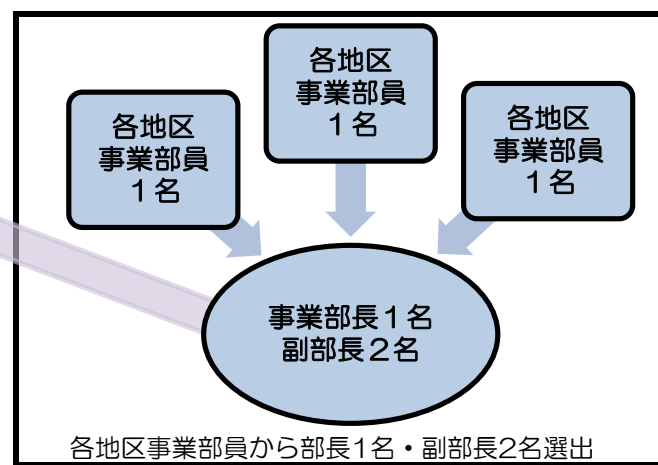 各地区
事業部員
１名
各地区
事業部員
１名
各地区
事業部員
１名
事業部長１名
副部長２名
各地区事業部員から部長1名・副部長2名選出